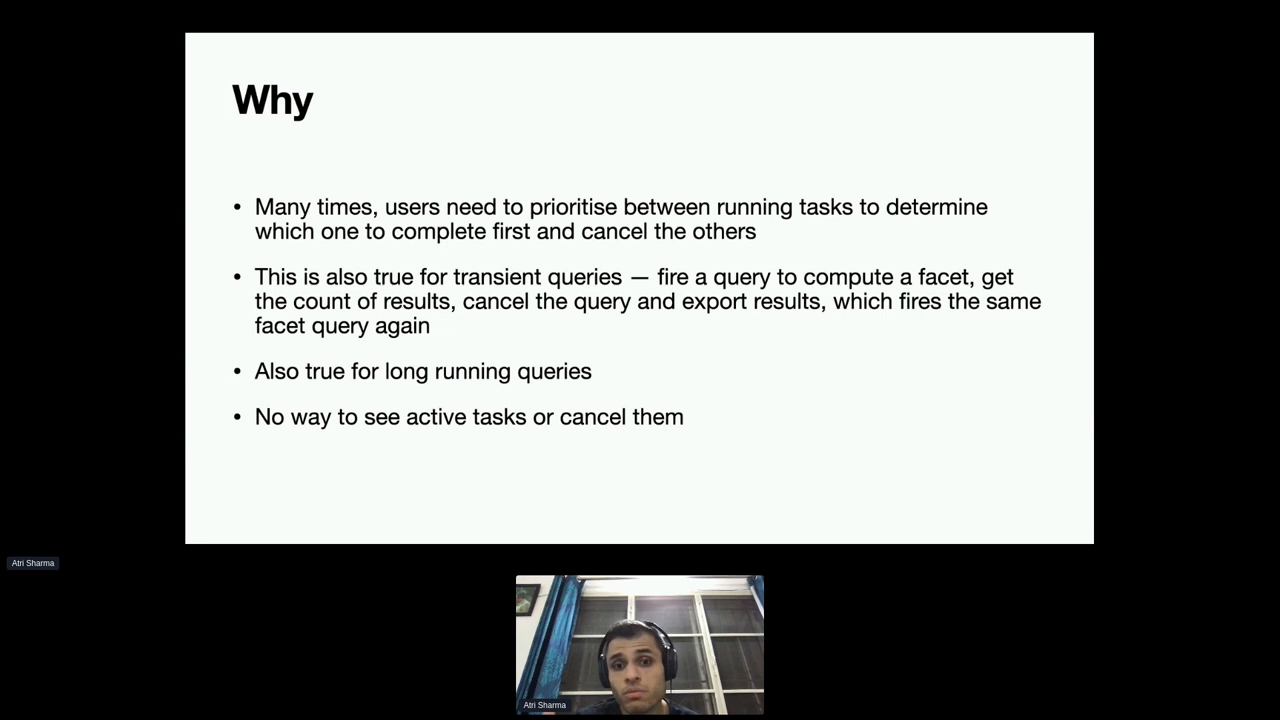 Why
• Many times, users need to prioritise between running tasks to determine
which one to complete first and cancel the others
• This is also true for transient queries — fire a query to compute a facet, get
the count of results, cancel the query and export results, which fires the same
facet query again
• Also true for long running queries
• No way to see active tasks or cancel them
Atri Sharma
Atri Sharma